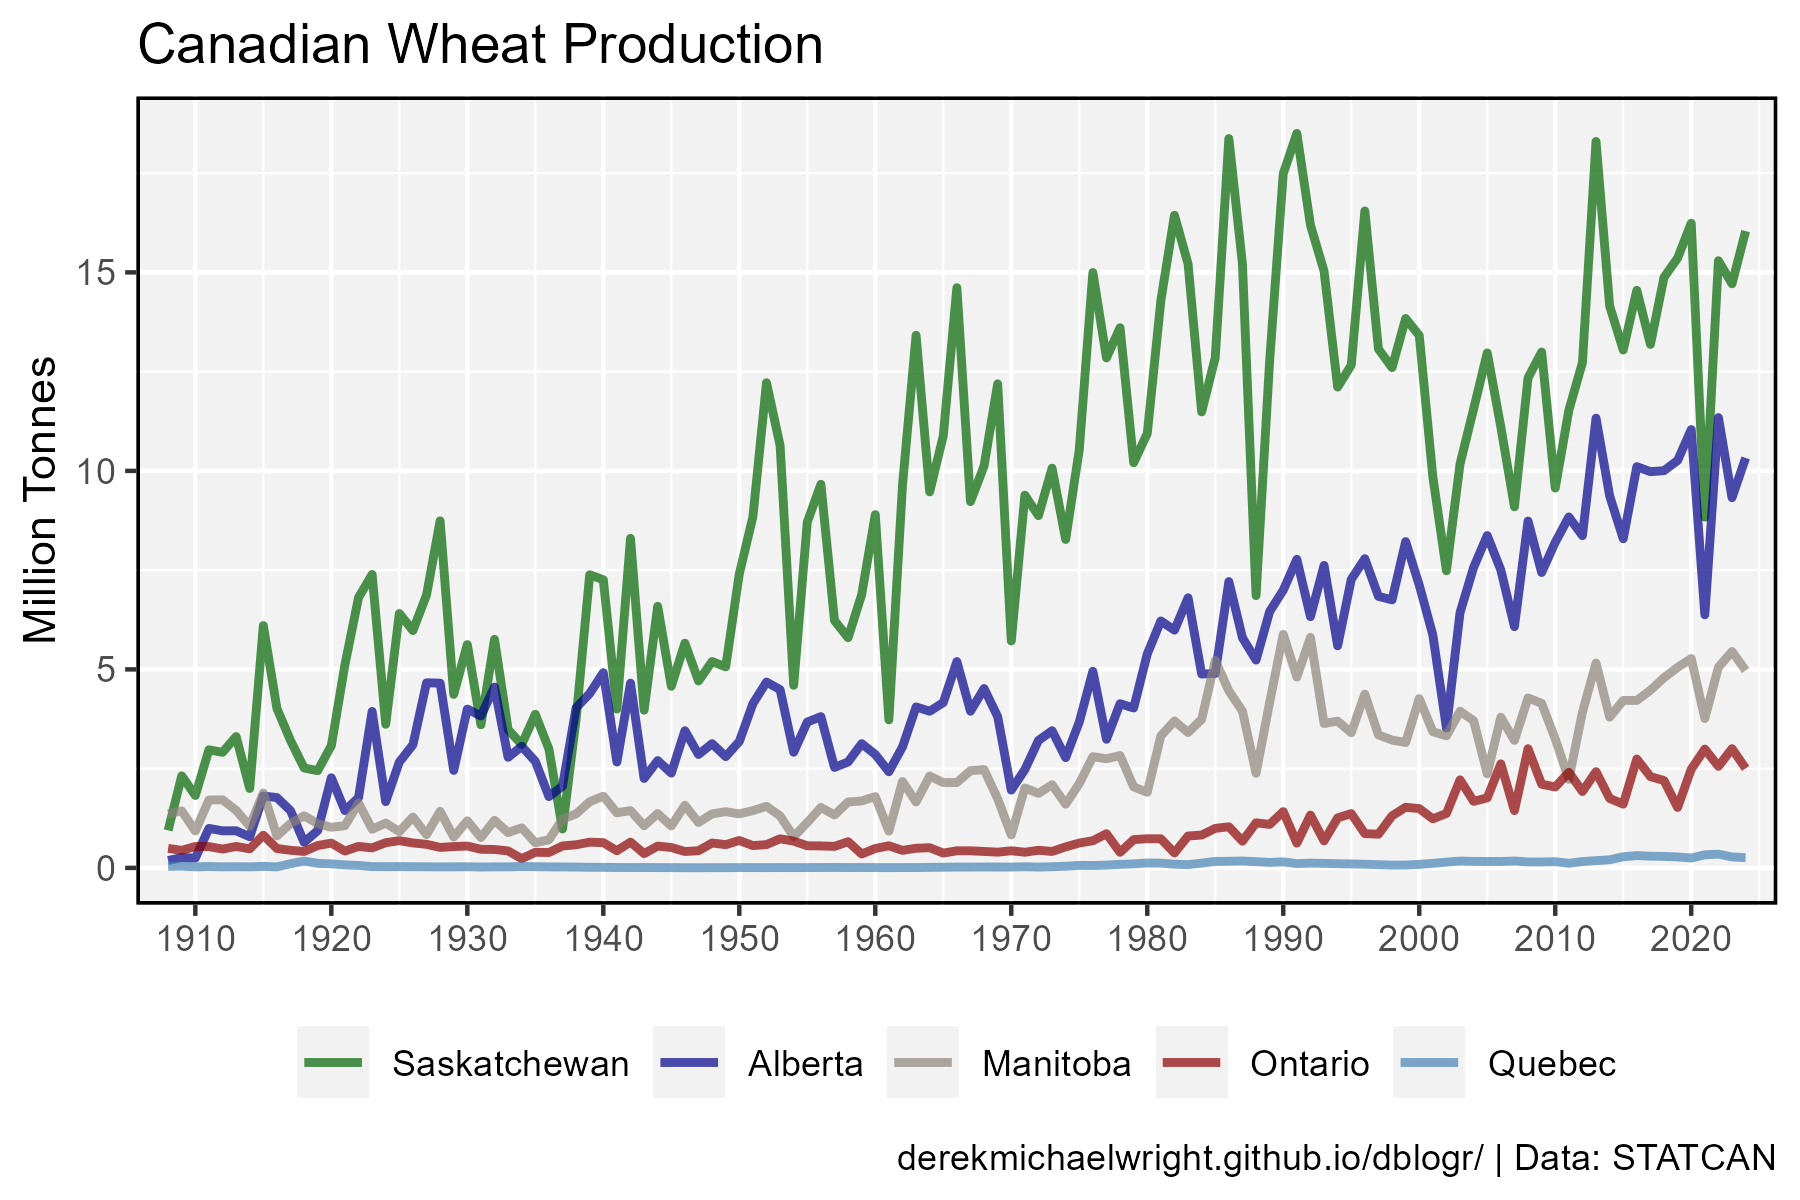 Canadian Wheat Production
Million Tonnes
15
10
5
0
1910 1920 1930 1940 1950 1960 1970 1980 1990 2000 2010 2020
Saskatchewan Alberta Manitoba Ontario Quebec
derekmichaelwright.github.io/dblogr/ | Data: STATCAN